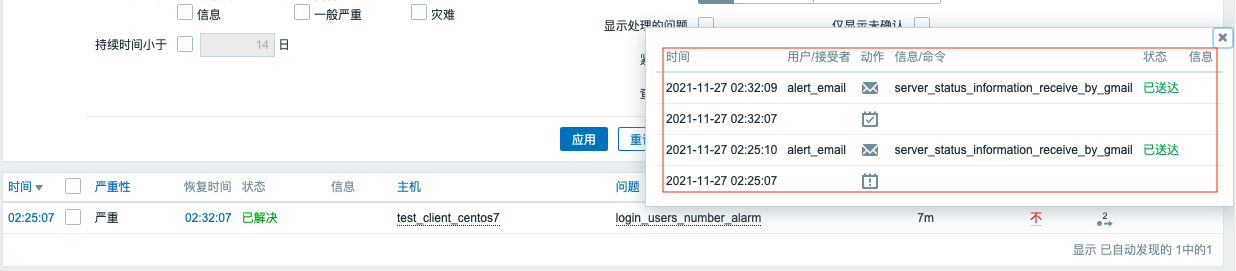 信息 一般严重 灾难
显示处理的问题 仅显示未确认
持续时间小于 14 日
时间 用户/接受者 动作 信息/命令 状态 信息
2021-11-27 02:32:09 alert_email server_status_information_receive_by_gmail 已送达
2021-11-27 02:32:07
2021-11-27 02:25:10 alert_email server_status_information_receive_by_gmail 已送达
2021-11-27 02:25:07
应用
时间 严重性 恢复时间 状态 信息 主机 问题
02:25:07 严重 02:32:07 已解决 test_client_centos7 login_users_number_alarm 7m 不 2
显示 已自动发现的 1中的1